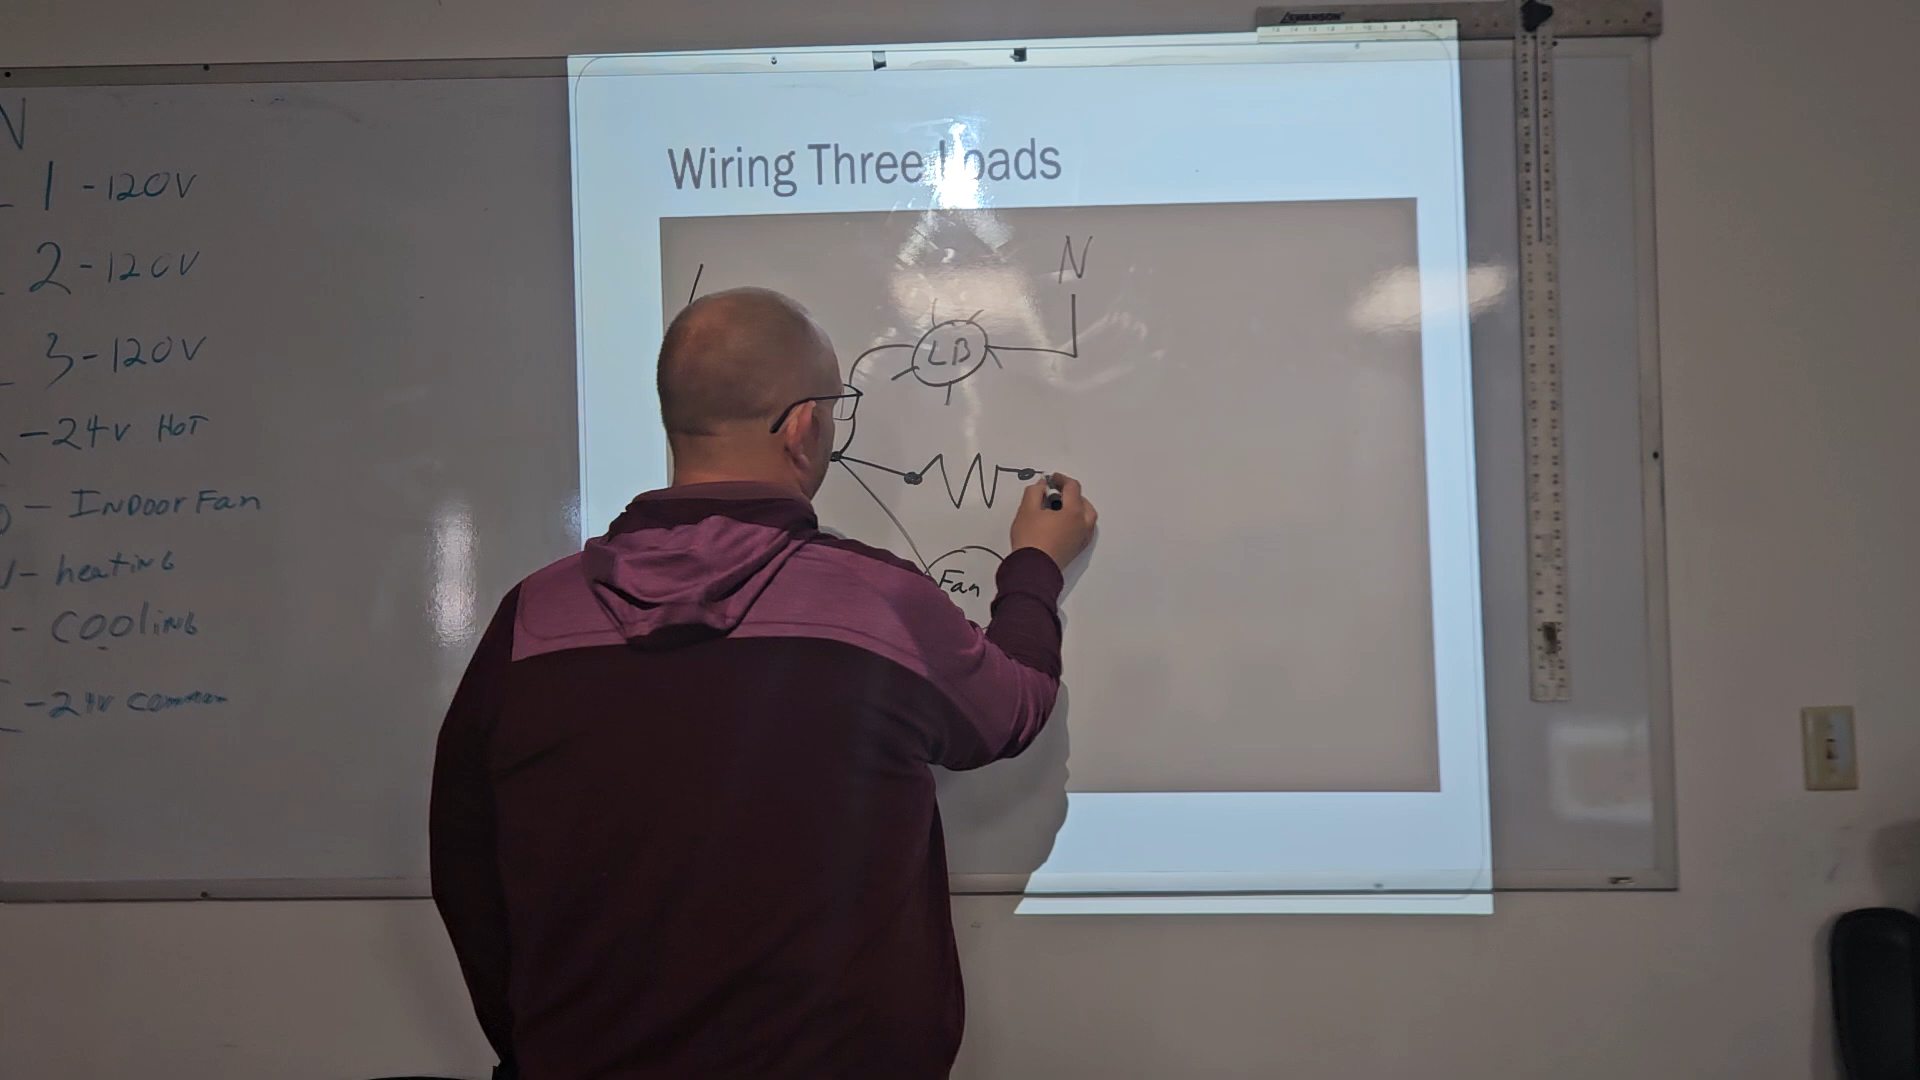 N
1 - 120V
2 - 120V
3 - 120V
- 24V HOT
- INDOOR Fan
- heating
- COOLING
- 24V Common
SWANSON
Wiring Three Loads
N
LB
Fan